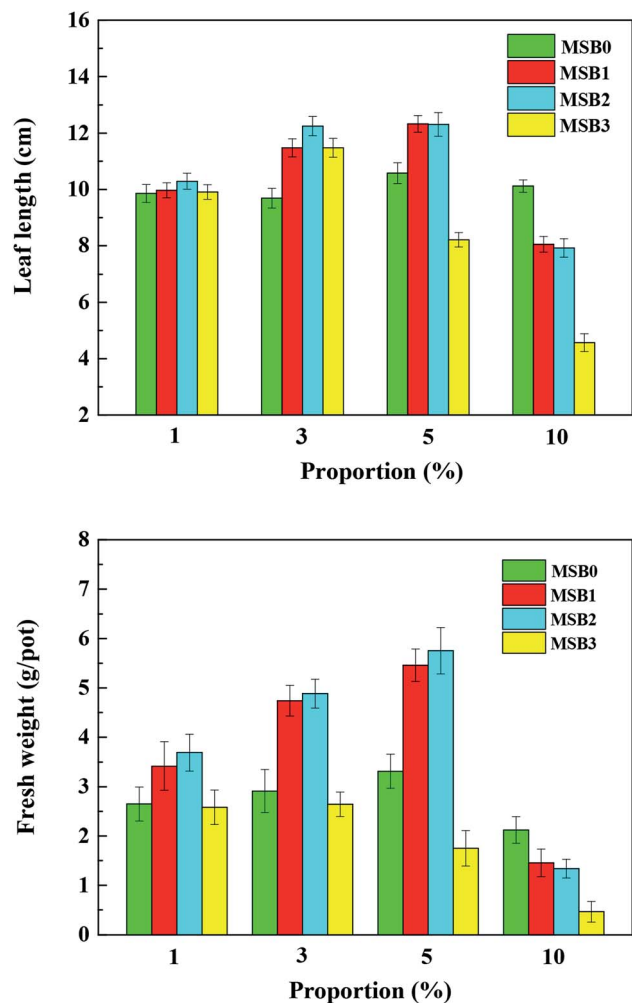 16
14
12
10
8
6
4
2
Leaf length (cm)
MSB0
MSB1
MSB2
MSB3
1 3 5 10
Proportion (%)
8
7
6
5
4
3
2
1
0
Fresh weight (g/pot)
MSB0
MSB1
MSB2
MSB3
1 3 5 10
Proportion (%)